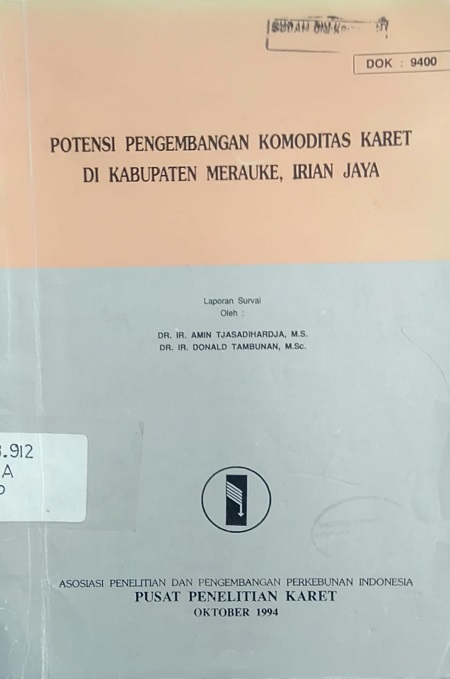 DOK : 9400
POTENSI PENGEMBANGAN KOMODITAS KARET
DI KABUPATEN MERAUKE, IRIAN JAYA
Laporan Survai
Oleh :
DR. IR. AMIN TJASADIHARDJA, M.S.
DR. IR. DONALD TAMBUNAN, M.Sc.
.912
A
ASOSIASI PENELITIAN DAN PENGEMBANGAN PERKEBUNAN INDONESIA
PUSAT PENELITIAN KARET
OKTOBER 1994